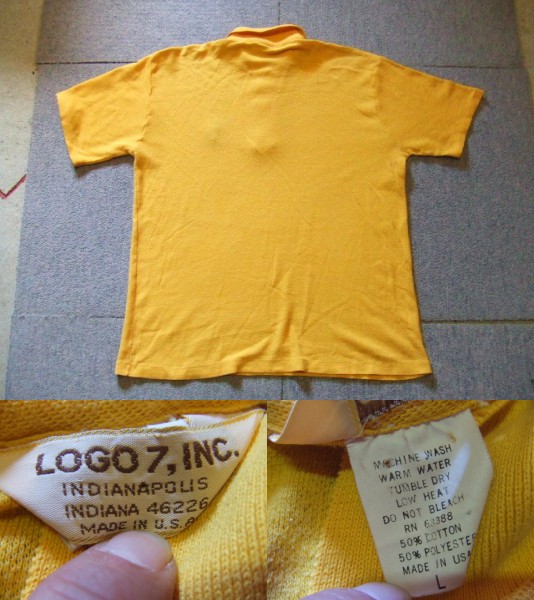 LOGO 7, INC.
INDIANAPOLIS
INDIANA 46226
MADE IN U.S.A.
MACHINE WASH
WARM WATER
TUMBLE DRY
LOW HEAT
DO NOT BLEACH
RN 63388
50% COTTON
50% POLYESTER
MADE IN USA
L